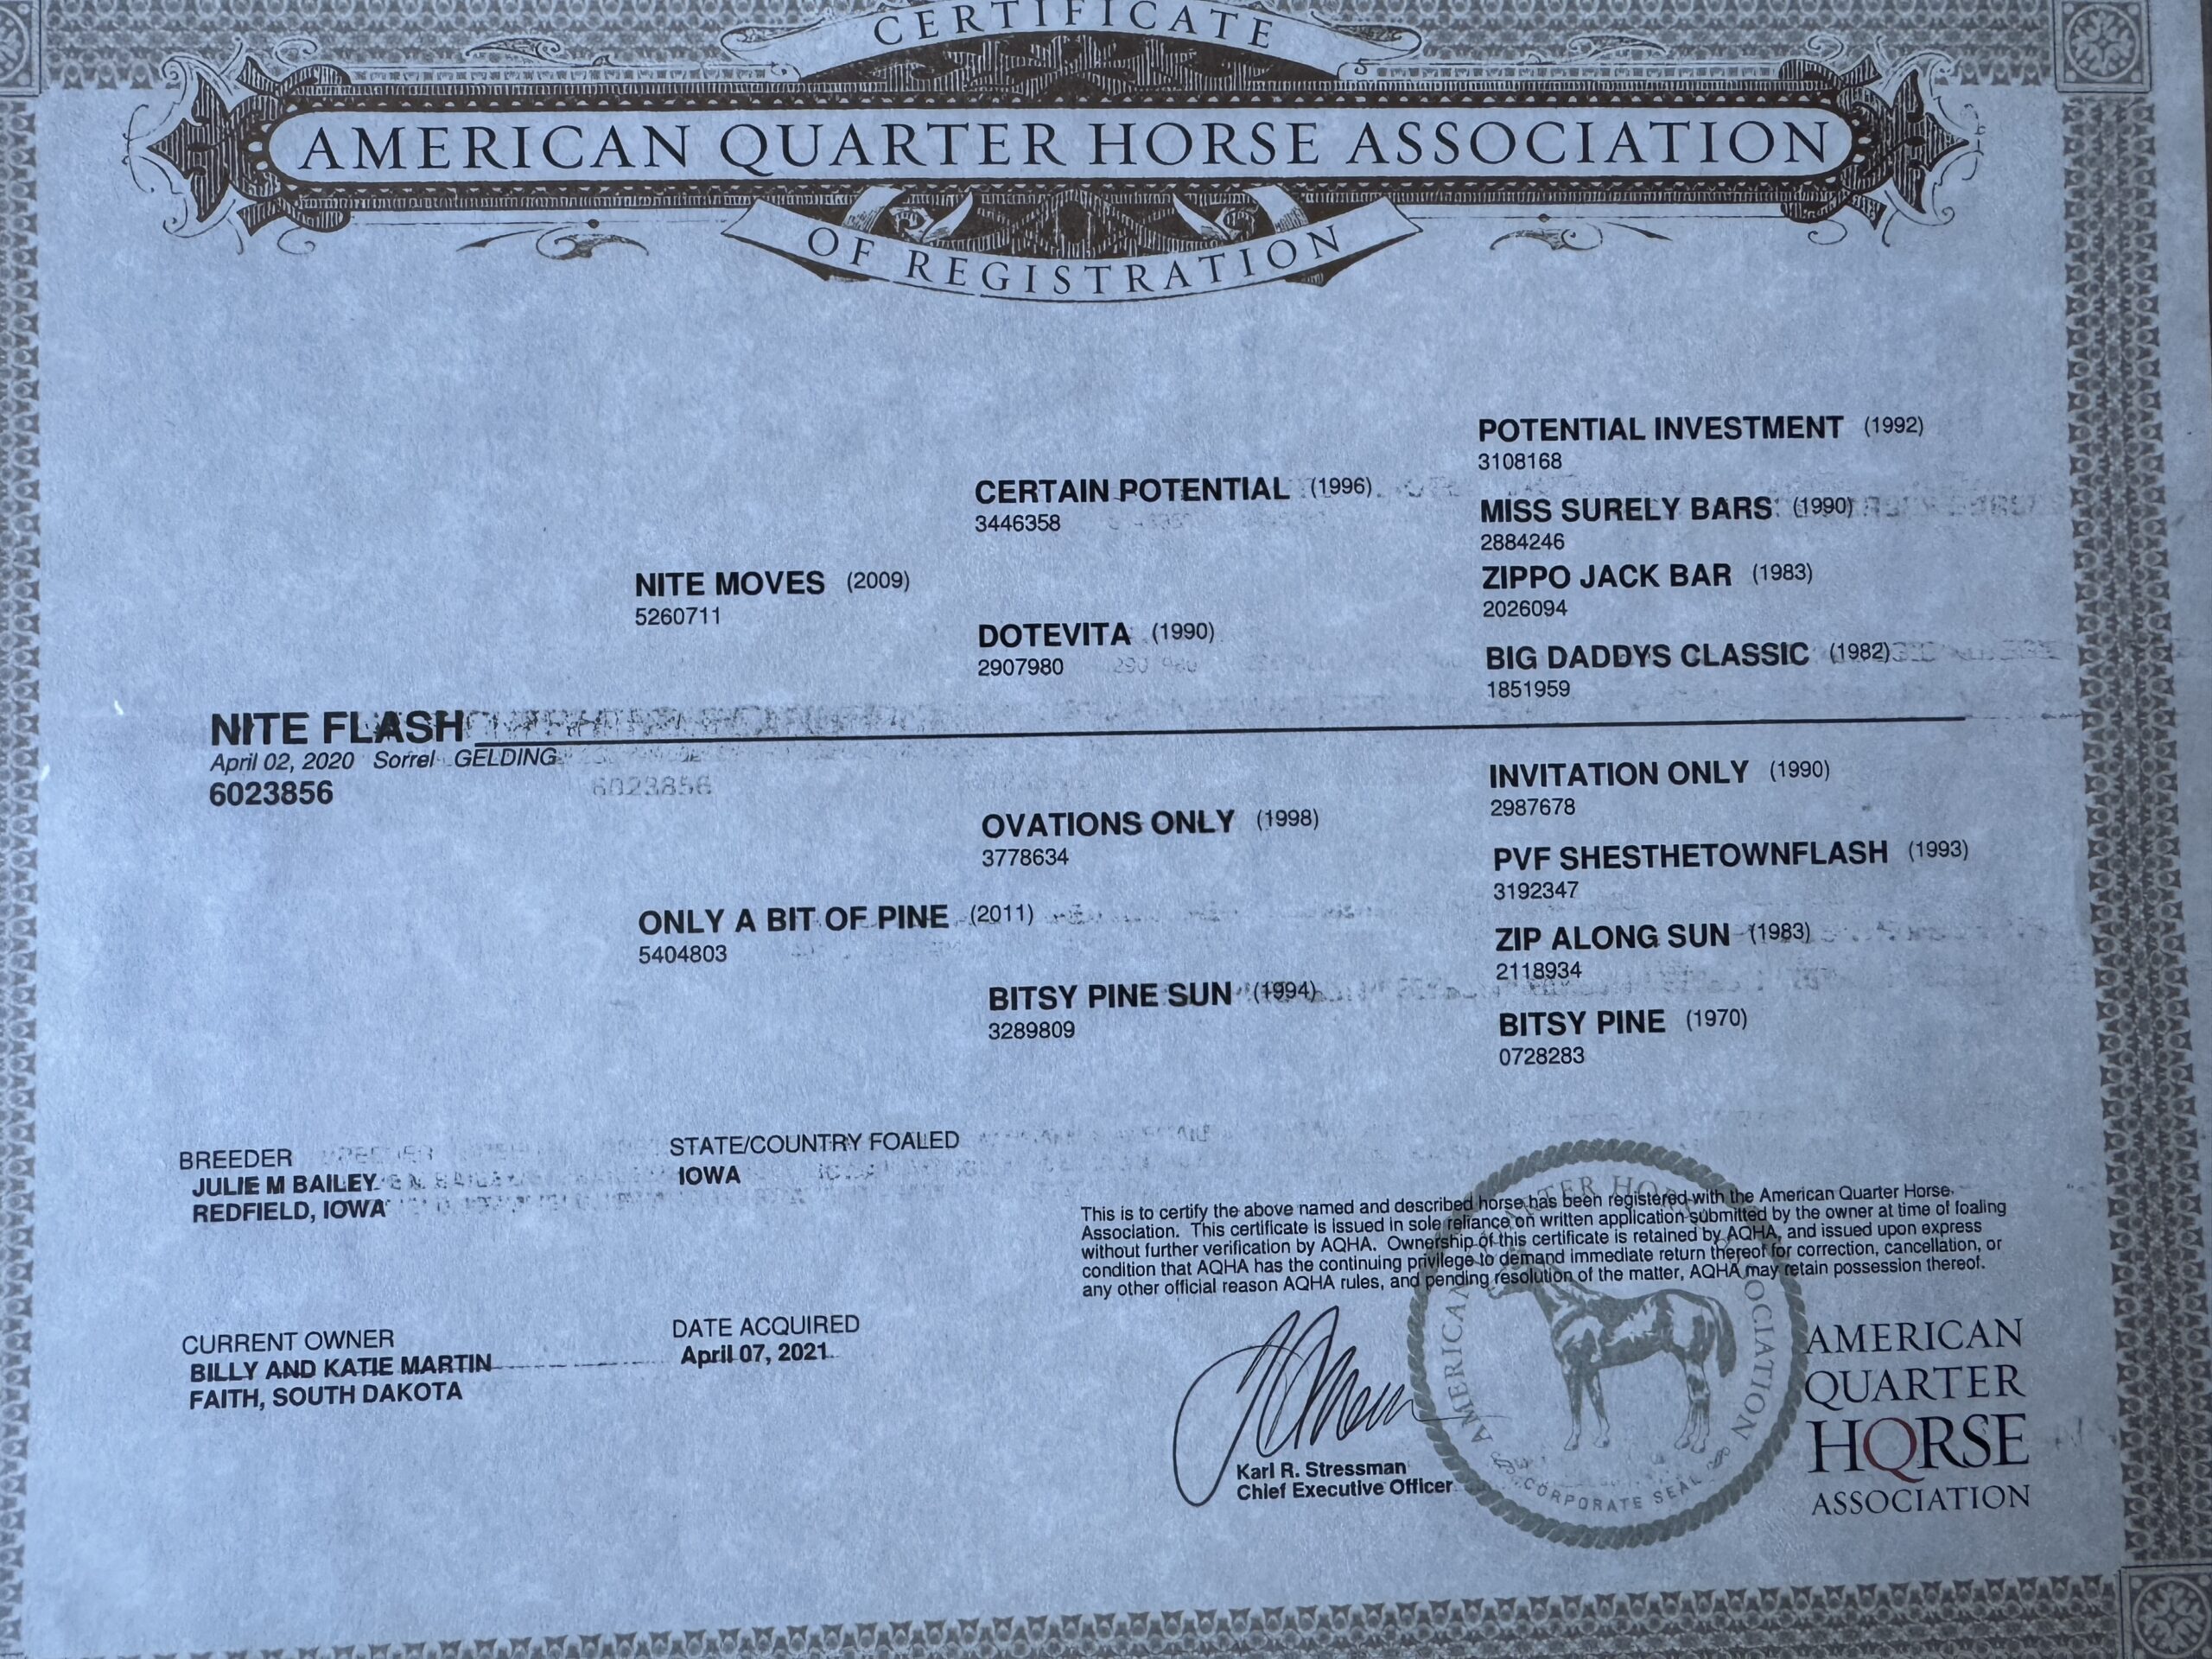 CERTIFICATE
AMERICAN QUARTER HORSE ASSOCIATION
OF REGISTRATION
POTENTIAL INVESTMENT (1992)
3108168
CERTAIN POTENTIAL (1996)
3446358
MISS SURELY BARS (1990)
2884246
NITE MOVES (2009)
5260711
ZIPPO JACK BAR (1983)
2026094
DOTEVITA (1990)
2907980
BIG DADDYS CLASSIC (1982)
1851959
NITE FLASH
April 02, 2020 Sorrel GELDING
6023856
6023856
INVITATION ONLY (1990)
2987678
OVATIONS ONLY (1998)
3778634
PVF SHESTHETOWNFLASH (1993)
3192347
ONLY A BIT OF PINE (2011)
5404803
ZIP ALONG SUN (1983)
2118934
BITSY PINE SUN (1994)
3289809
BITSY PINE (1970)
0728283
BREEDER
JULIE M BAILEY
REDFIELD, IOWA
STATE/COUNTRY FOALED
IOWA
This is to certify the above named and described horse has been registered with the American Quarter Horse
Association. This certificate is issued in sole reliance on written application submitted by the owner at time of foaling
without further verification by AQHA. Ownership of this certificate is retained by AQHA, and issued upon express
condition that AQHA has the continuing privilege to demand immediate return thereof for correction, cancellation, or
any other official reason AQHA rules, and pending resolution of the matter, AQHA may retain possession thereof.
CURRENT OWNER
BILLY AND KATIE MARTIN
FAITH, SOUTH DAKOTA
DATE ACQUIRED
April 07, 2021
Karl R. Stressman
Chief Executive Officer
AMERICAN QUARTER HORSE ASSOCIATION
CORPORATE SEAL
AMERICAN
QUARTER
HORSE
ASSOCIATION